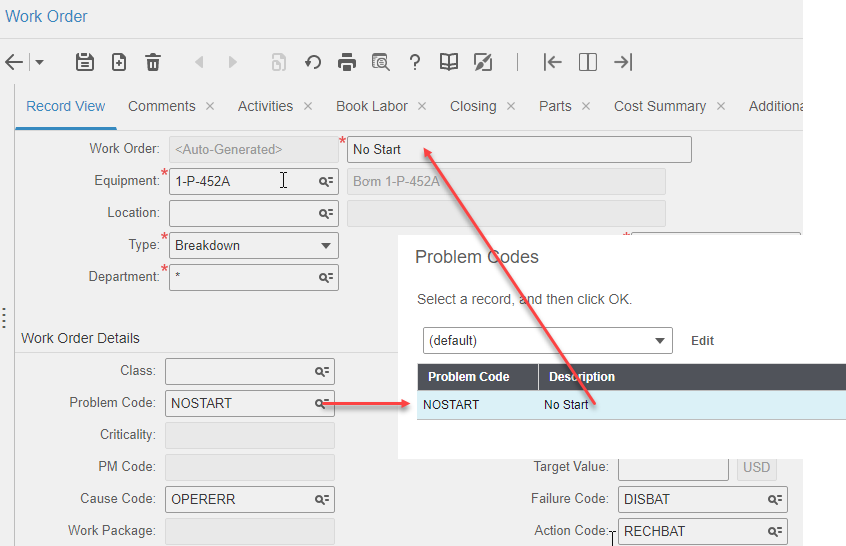 Work Order
Record View Comments × Activities × Book Labor × Closing × Parts × Cost Summary × Additiona
Work Order: <Auto-Generated> * No Start
Equipment: * 1-P-452A Bơm 1-P-452A
Location:
Type: * Breakdown *
Department: * *
Problem Codes
Select a record, and then click OK.
(default) Edit
Problem Code Description
NOSTART No Start
Work Order Details
Class:
Problem Code: NOSTART
Criticality:
PM Code:
Target Value: USD
Cause Code: OPERERR
Failure Code: DISBAT
Work Package:
Action Code: RECHBAT